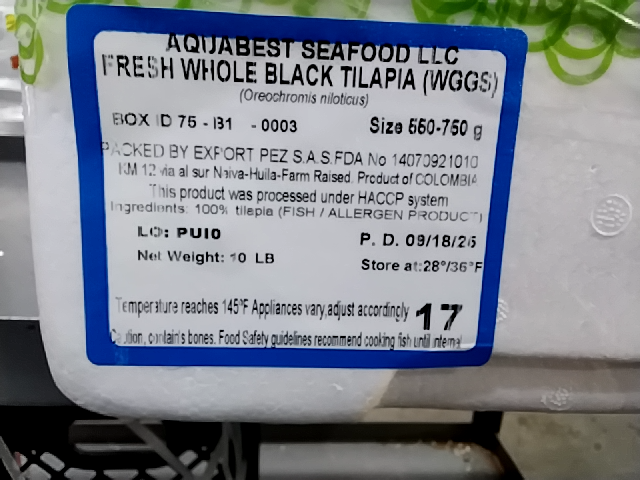 AQUABEST SEAFOOD LLC
FRESH WHOLE BLACK TILAPIA (WGGS)
(Oreochromis niloticus)
BOX ID 75 - B1 - 0003 Size 550-750 g
PACKED BY EXPORT PEZ S.A.S.FDA No 14070921010
KM 12 via al sur Neiva-Huila-Farm Raised. Product of COLOMBIA
This product was processed under HACCP system
Ingredients: 100% tilapia (FISH / ALLERGEN PRODUCT)
LO: PU10 P. D. 09/18/25
Net Weight: 10 LB Store at:28°/36°F
Temperature reaches 145°F Appliances vary,adjust accordingly 17
Caution, contain's bones. Food Safety guidelines recommend cooking fish until internal